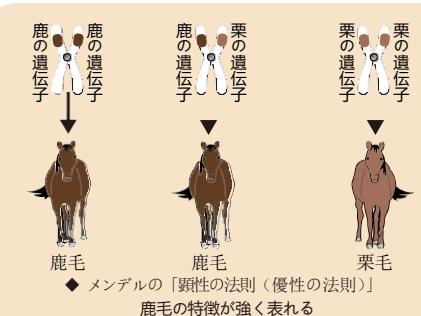 鹿の遺伝子
鹿の遺伝子
鹿の遺伝子
栗の遺伝子
栗の遺伝子
栗の遺伝子
鹿毛
鹿毛
栗毛
◆ メンデルの「顕性の法則（優性の法則）」
鹿毛の特徴が強く表れる